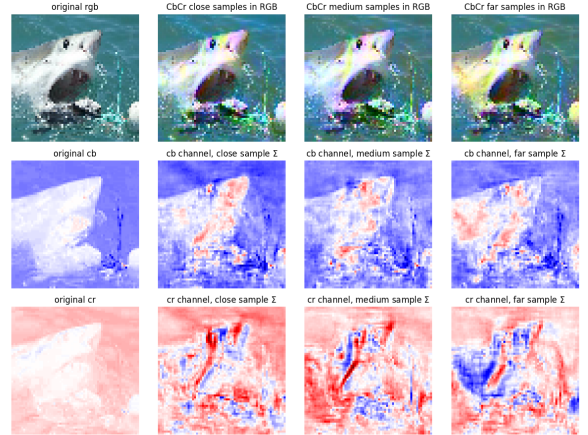 original rgb
CbCr close samples in RGB
CbCr medium samples in RGB
CbCr far samples in RGB
original cb
cb channel, close sample Σ
cb channel, medium sample Σ
cb channel, far sample Σ
original cr
cr channel, close sample Σ
cr channel, medium sample Σ
cr channel, far sample Σ